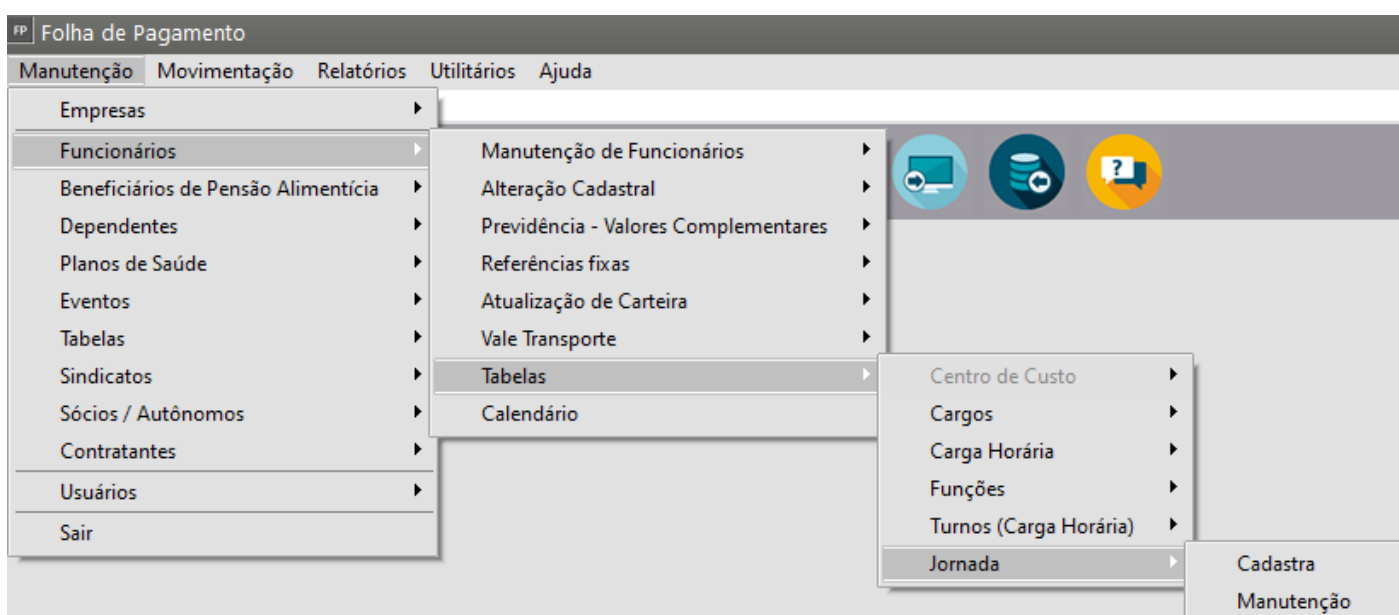 FP Folha de Pagamento
Manutenção Movimentação Relatórios Utilitários Ajuda
Empresas
Funcionários
Beneficiários de Pensão Alimentícia
Dependentes
Planos de Saúde
Eventos
Tabelas
Sindicatos
Sócios / Autônomos
Contratantes
Usuários
Sair
Manutenção de Funcionários
Alteração Cadastral
Previdência - Valores Complementares
Referências fixas
Atualização de Carteira
Vale Transporte
Tabelas
Calendário
?
Centro de Custo
Cargos
Carga Horária
Funções
Turnos (Carga Horária)
Jornada
Cadastra
Manutenção